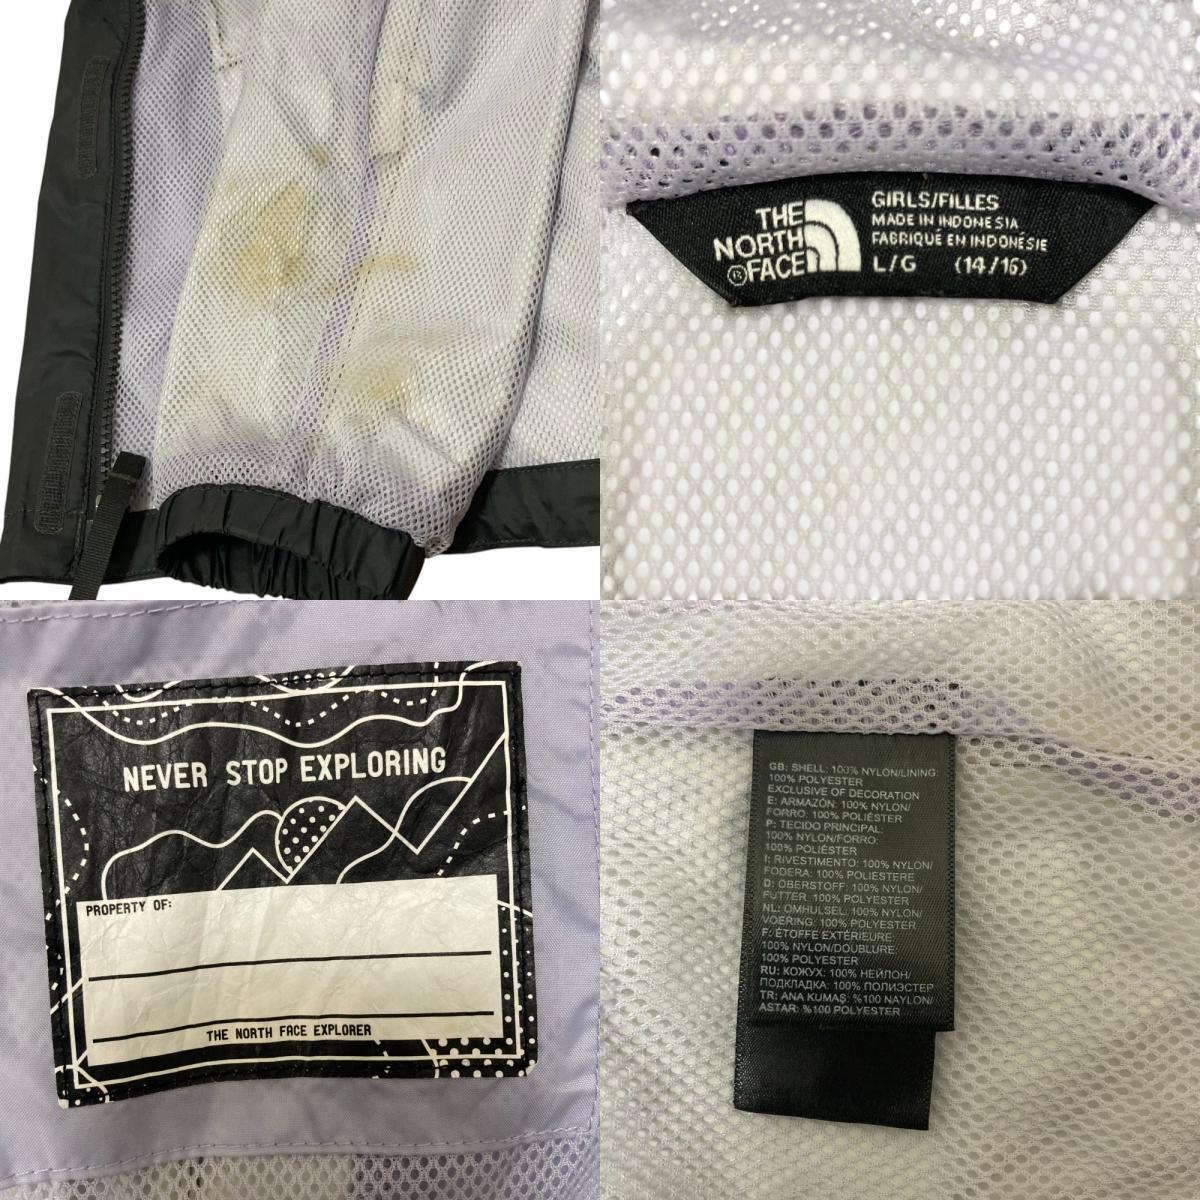 THE
NORTH
FACE
®
GIRLS/FILLES
MADE IN INDONESIA
FABRIQUÉ EN INDONÉSIE
L/G (14/16)
NEVER STOP EXPLORING
PROPERTY OF:
THE NORTH FACE EXPLORER
GB: SHELL: 100% NYLON/LINING:
100% POLYESTER
EXCLUSIVE OF DECORATION
E: ARMAZÓN: 100% NYLON/
FORRO: 100% POLIÉSTER
P: TECIDO PRINCIPAL:
100% NYLON/FORRO:
100% POLIÉSTER
I: RIVESTIMENTO: 100% NYLON/
FODERA: 100% POLIESTERE
D: OBERSTOFF: 100% NYLON/
FUTTER: 100% POLYESTER
NL: OMHULSEL: 100% NYLON/
VOERING: 100% POLYESTER
F: ÉTOFFE EXTÉRIEURE:
100% NYLON/DOUBLURE:
100% POLYESTER
RU: КОЖУХ: 100% НЕЙЛОН/
ПОДКЛАДКА: 100% ПОЛИЭСТЕР
TR: ANA KUMAŞ: %100 NAYLON/
ASTAR: %100 POLYESTER